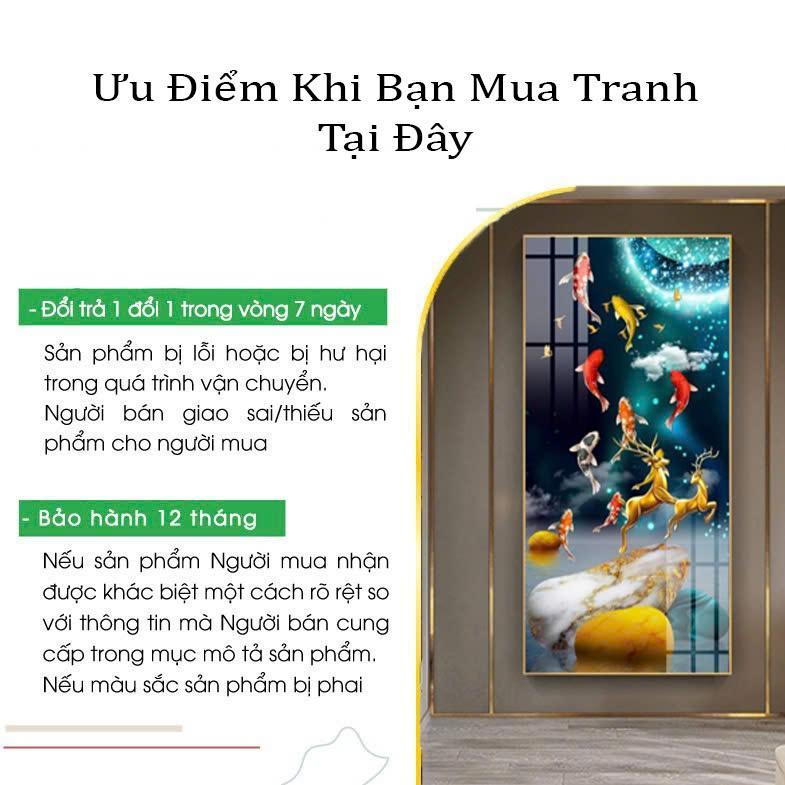 Ưu Điểm Khi Bạn Mua Tranh
Tại Đây
- Đổi trả 1 đổi 1 trong vòng 7 ngày
Sản phẩm bị lỗi hoặc bị hư hại
trong quá trình vận chuyển.
Người bán giao sai/thiếu sản
phẩm cho người mua
- Bảo hành 12 tháng
Nếu sản phẩm Người mua nhận
được khác biệt một cách rõ rệt so
với thông tin mà Người bán cung
cấp trong mục mô tả sản phẩm.
Nếu màu sắc sản phẩm bị phai